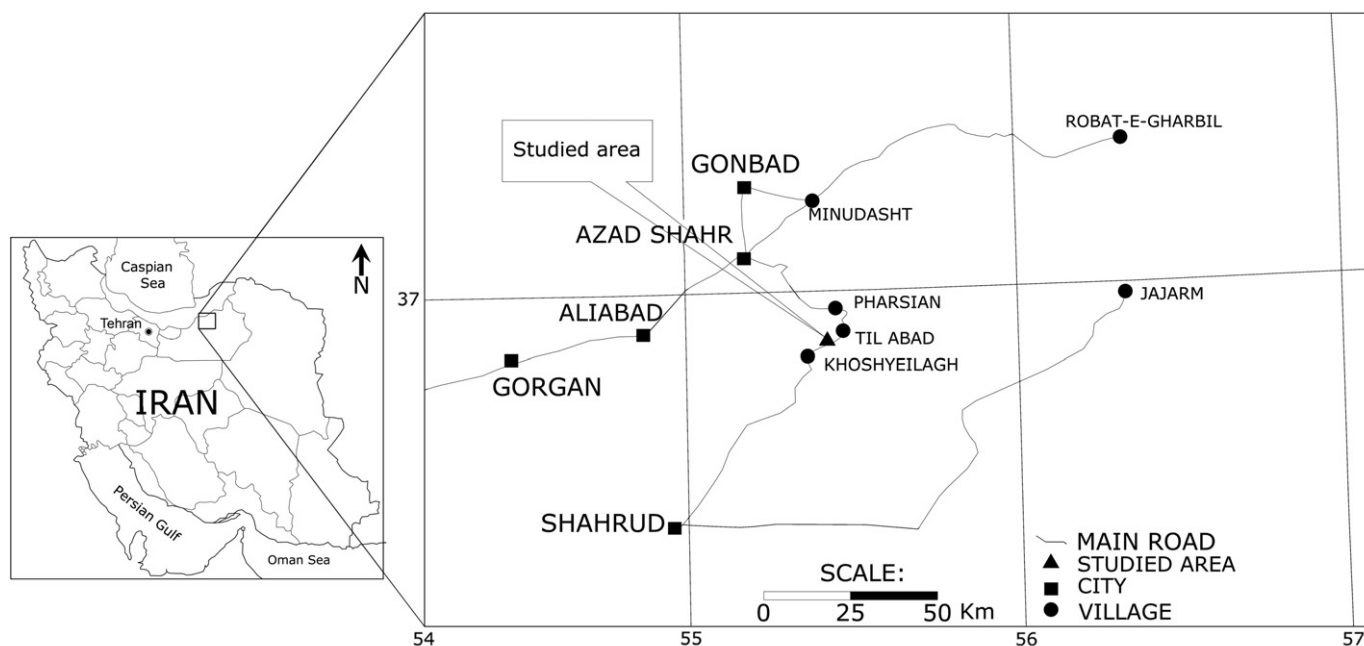 Caspian
Sea
N
Tehran
IRAN
Persian Gulf
Oman Sea
Studied area
ROBAT-E-GHARBIL
GONBAD
MINUDASHT
AZAD SHAHR
37
PHARSIAN
JAJARM
ALIABAD
TIL ABAD
KHOSHYEILAGH
GORGAN
SHAHRUD
SCALE:
0 25 50 Km
MAIN ROAD
STUDIED AREA
CITY
VILLAGE
54 55 56 57